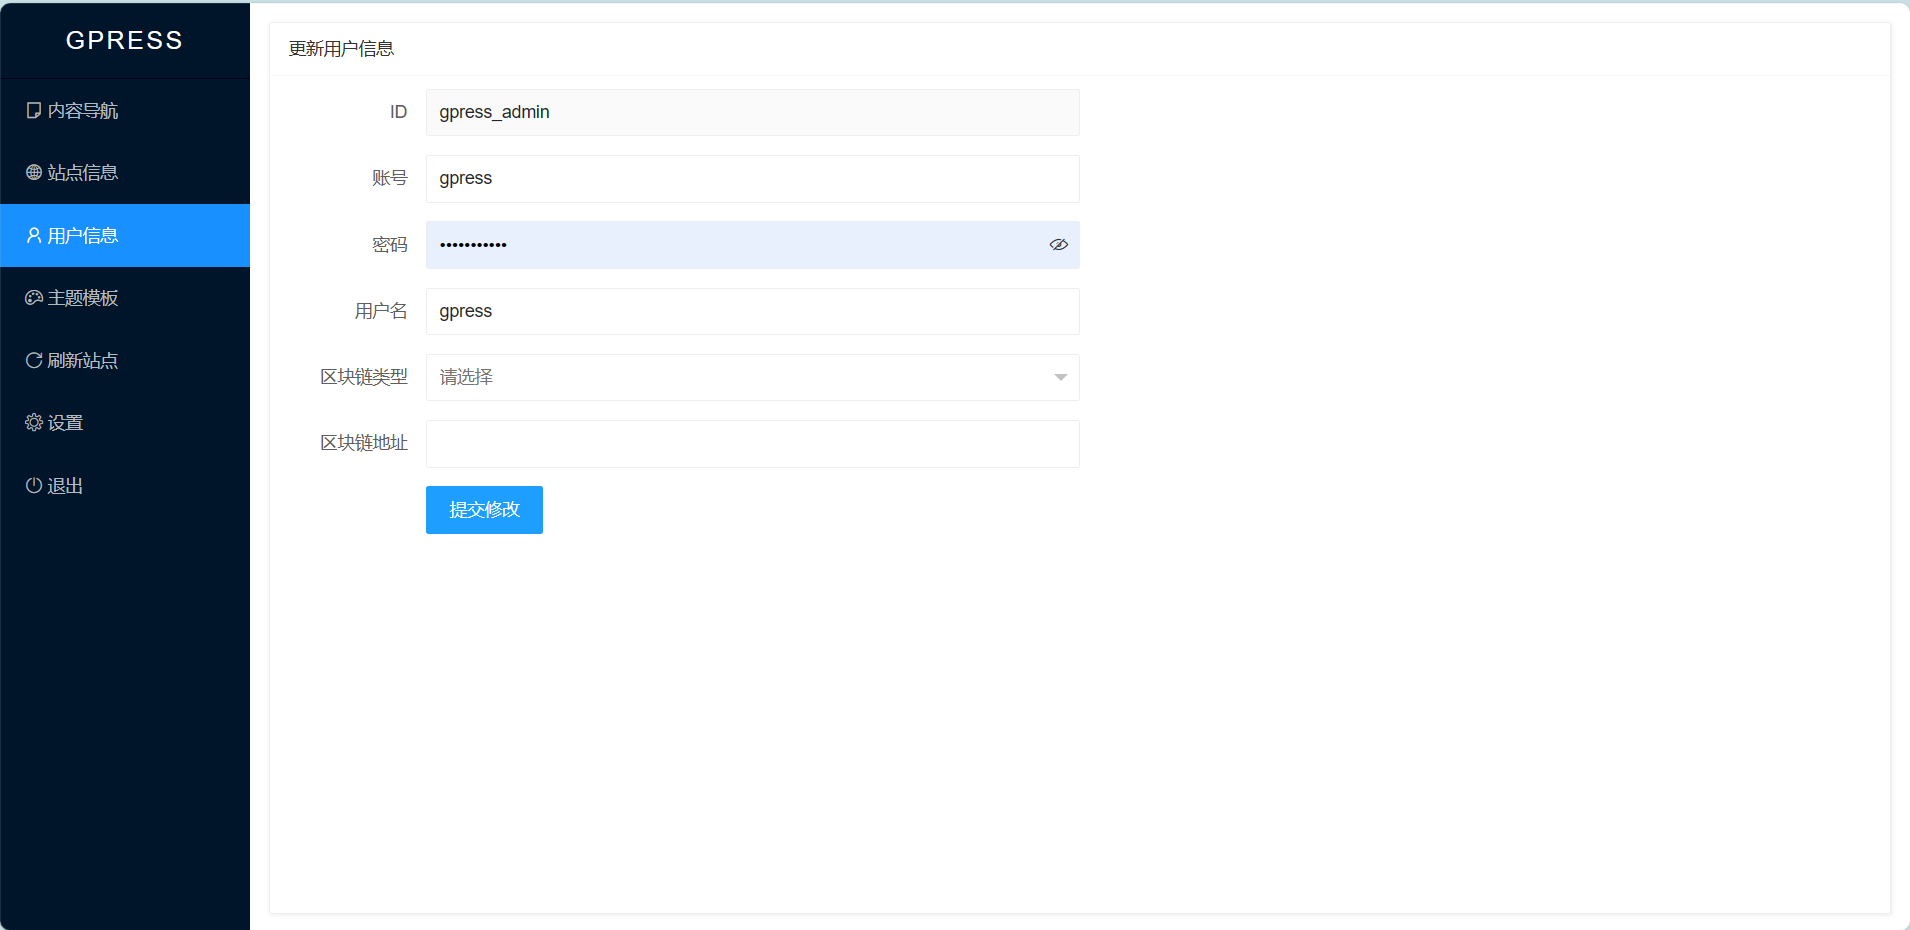 GPRESS
内容导航
站点信息
用户信息
主题模板
刷新站点
设置
退出
更新用户信息
ID gpress_admin
账号 gpress
密码 •••••••••••
用户名 gpress
区块链类型 请选择
区块链地址
提交修改